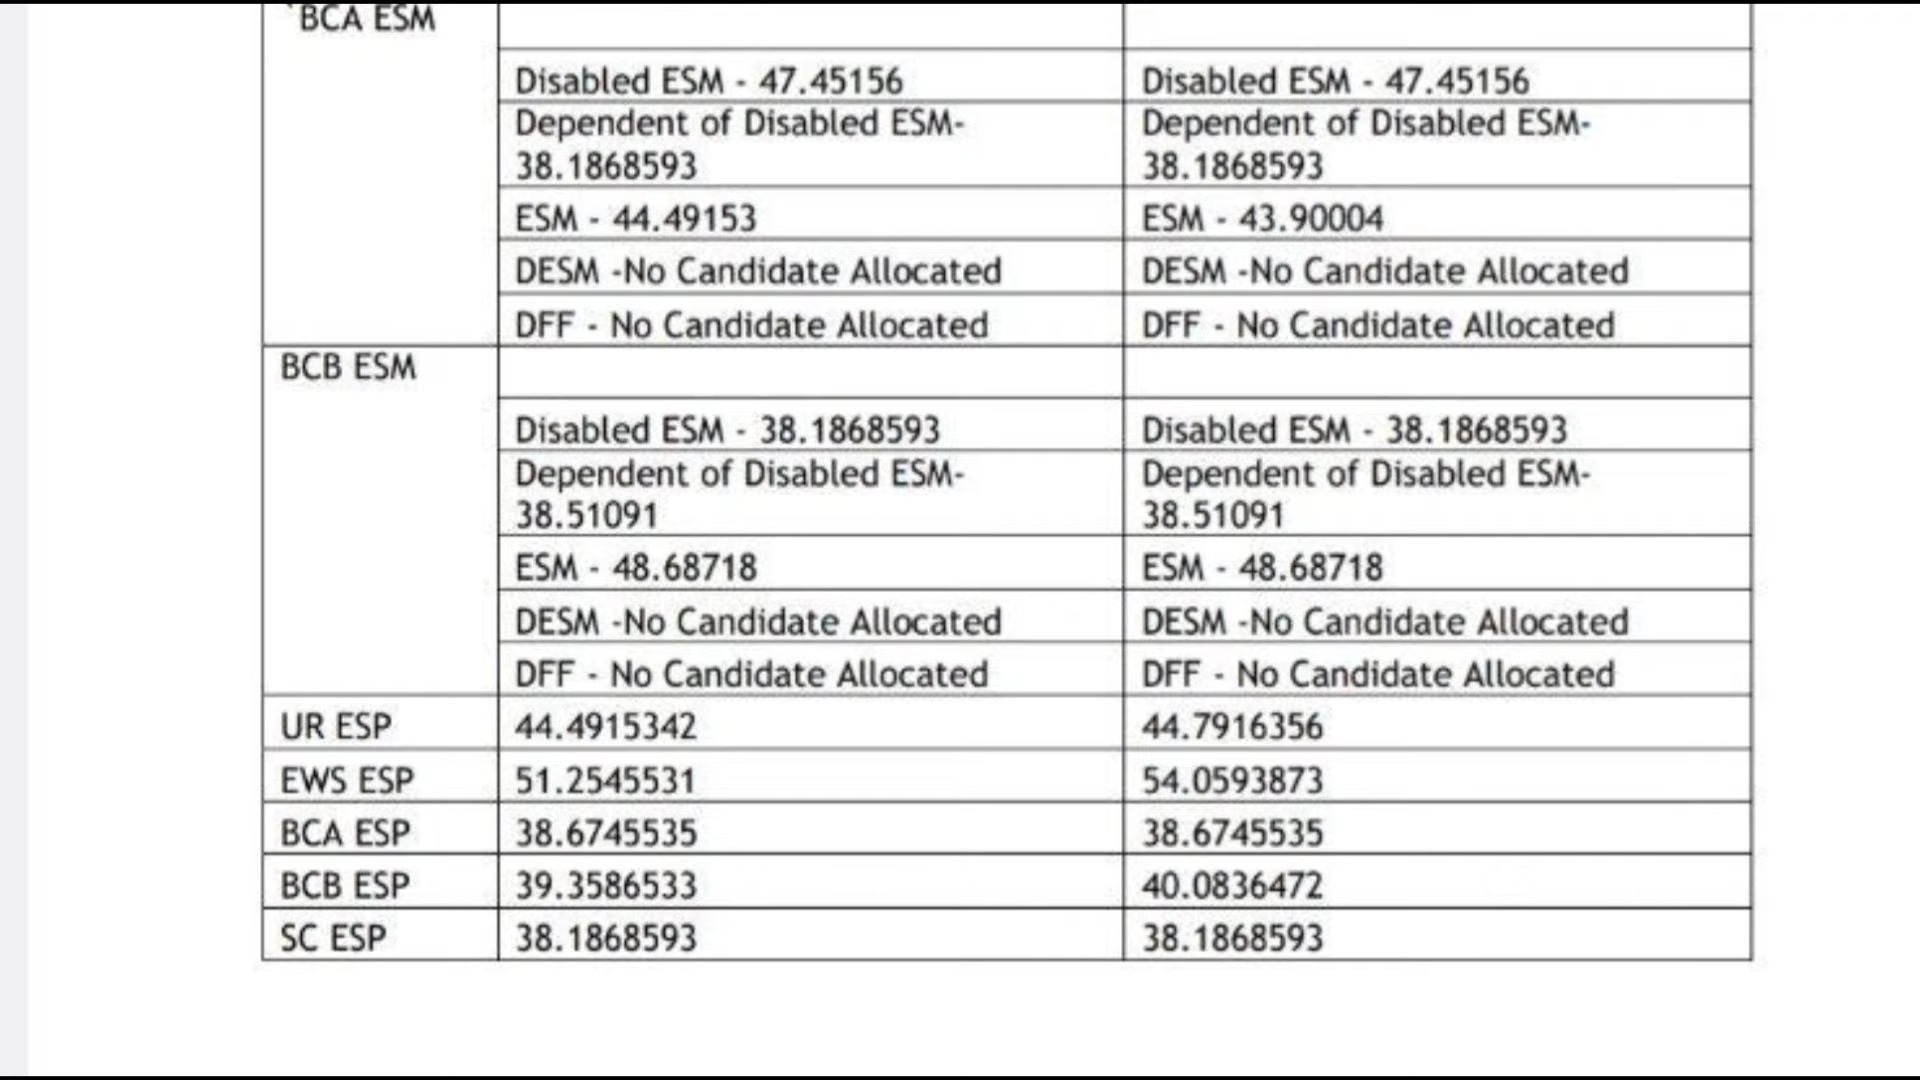 `BCA ESM
Disabled ESM - 47.45156 Disabled ESM - 47.45156
Dependent of Disabled ESM- Dependent of Disabled ESM-
38.1868593 38.1868593
ESM - 44.49153 ESM - 43.90004
DESM -No Candidate Allocated DESM -No Candidate Allocated
DFF - No Candidate Allocated DFF - No Candidate Allocated
BCB ESM
Disabled ESM - 38.1868593 Disabled ESM - 38.1868593
Dependent of Disabled ESM- Dependent of Disabled ESM-
38.51091 38.51091
ESM - 48.68718 ESM - 48.68718
DESM -No Candidate Allocated DESM -No Candidate Allocated
DFF - No Candidate Allocated DFF - No Candidate Allocated
UR ESP 44.4915342 44.7916356
EWS ESP 51.2545531 54.0593873
BCA ESP 38.6745535 38.6745535
BCB ESP 39.3586533 40.0836472
SC ESP 38.1868593 38.1868593